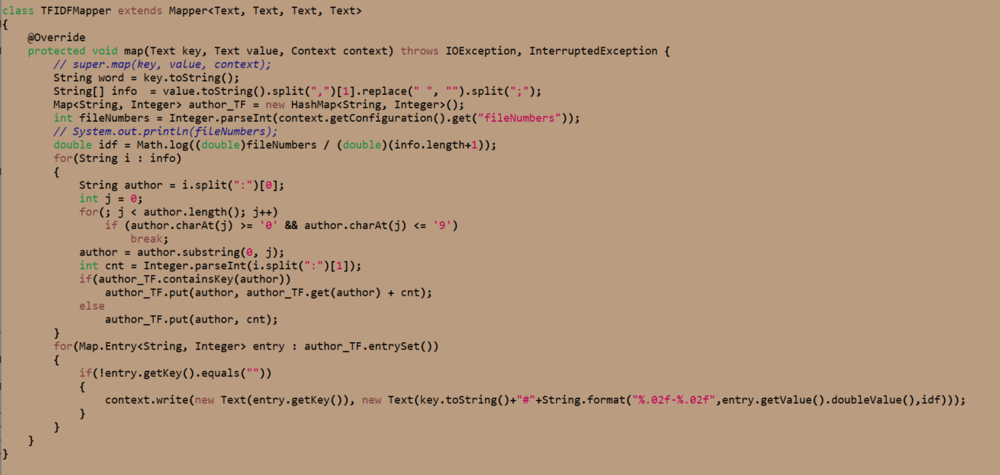 class TFIDFMapper extends Mapper<Text, Text, Text, Text>
{
    @Override
    protected void map(Text key, Text value, Context context) throws IOException, InterruptedException {
        // super.map(key, value, context);
        String word = key.toString();
        String[] info  = value.toString().split(",")[1].replace(" ", "").split(";");
        Map<String, Integer> author_TF = new HashMap<String, Integer>();
        int fileNumbers = Integer.parseInt(context.getConfiguration().get("fileNumbers"));
        // System.out.println(fileNumbers);
        double idf = Math.log((double)fileNumbers / (double)(info.length+1));
        for(String i : info)
        {
            String author = i.split(":")[0];
            int j = 0;
            for(; j < author.length(); j++)
                if (author.charAt(j) >= '0' && author.charAt(j) <= '9')
                    break;
            author = author.substring(0, j);
            int cnt = Integer.parseInt(i.split(":")[1]);
            if(author_TF.containsKey(author))
                author_TF.put(author, author_TF.get(author) + cnt);
            else
                author_TF.put(author, cnt);
        }
        for(Map.Entry<String, Integer> entry : author_TF.entrySet())
        {
            if(!entry.getKey().equals(""))
            {
                context.write(new Text(entry.getKey()), new Text(key.toString()+"#"+String.format("%.02f-%.02f",entry.getValue().doubleValue(),idf)));
            }
        }
    }
}